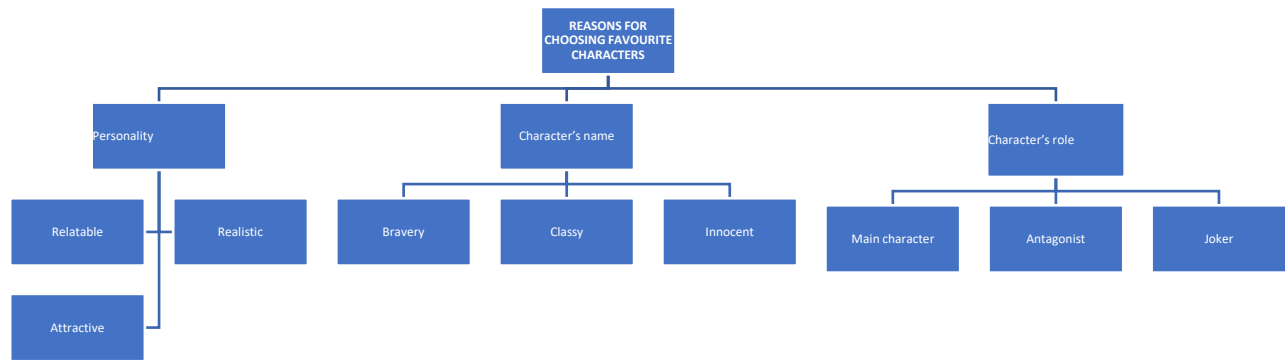 REASONS FOR
CHOOSING FAVOURITE
CHARACTERS
Personality
Character’s name
Character’s role
Relatable
Realistic
Bravery
Classy
Innocent
Main character
Antagonist
Joker
Attractive